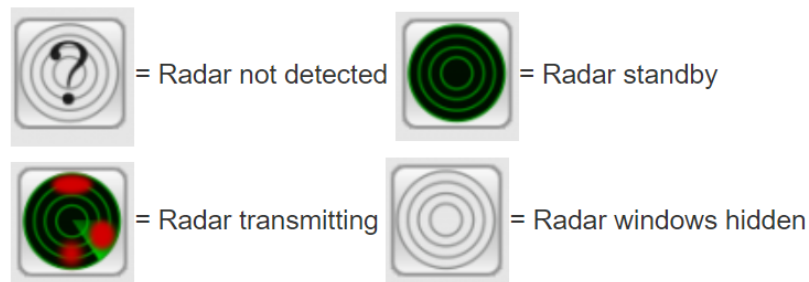 ? = Radar not detected = Radar standby
= Radar transmitting = Radar windows hidden